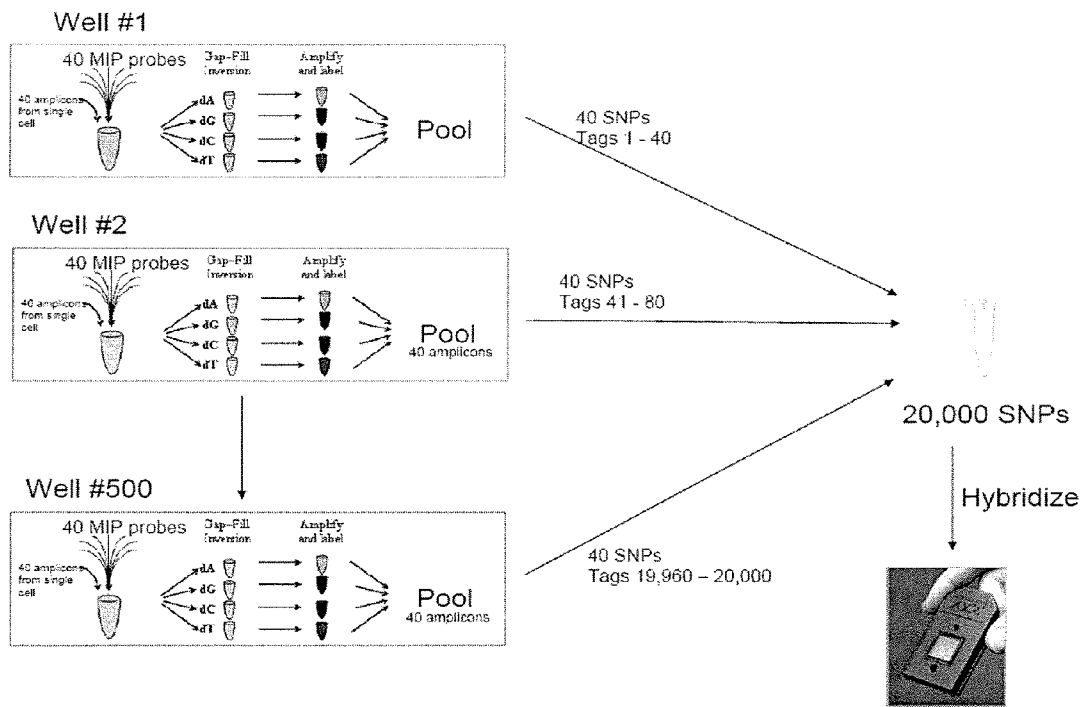 Well #1
40 MIP probes
Gap-Fill
Inversion
Amplify
and label
40 amplicons
from single
cell
dA
dG
dC
dT
Pool
40 SNPs
Tags 1 - 40
Well #2
40 MIP probes
Gap-Fill
Inversion
Amplify
and label
40 amplicons
from single
cell
dA
dG
dC
dT
Pool
40 amplicons
40 SNPs
Tags 41 - 80
20,000 SNPs
Hybridize
Well #500
40 MIP probes
Gap-Fill
Inversion
Amplify
and label
40 amplicons
from single
cell
dA
dG
dC
dT
Pool
40 amplicons
40 SNPs
Tags 19,960 – 20,000